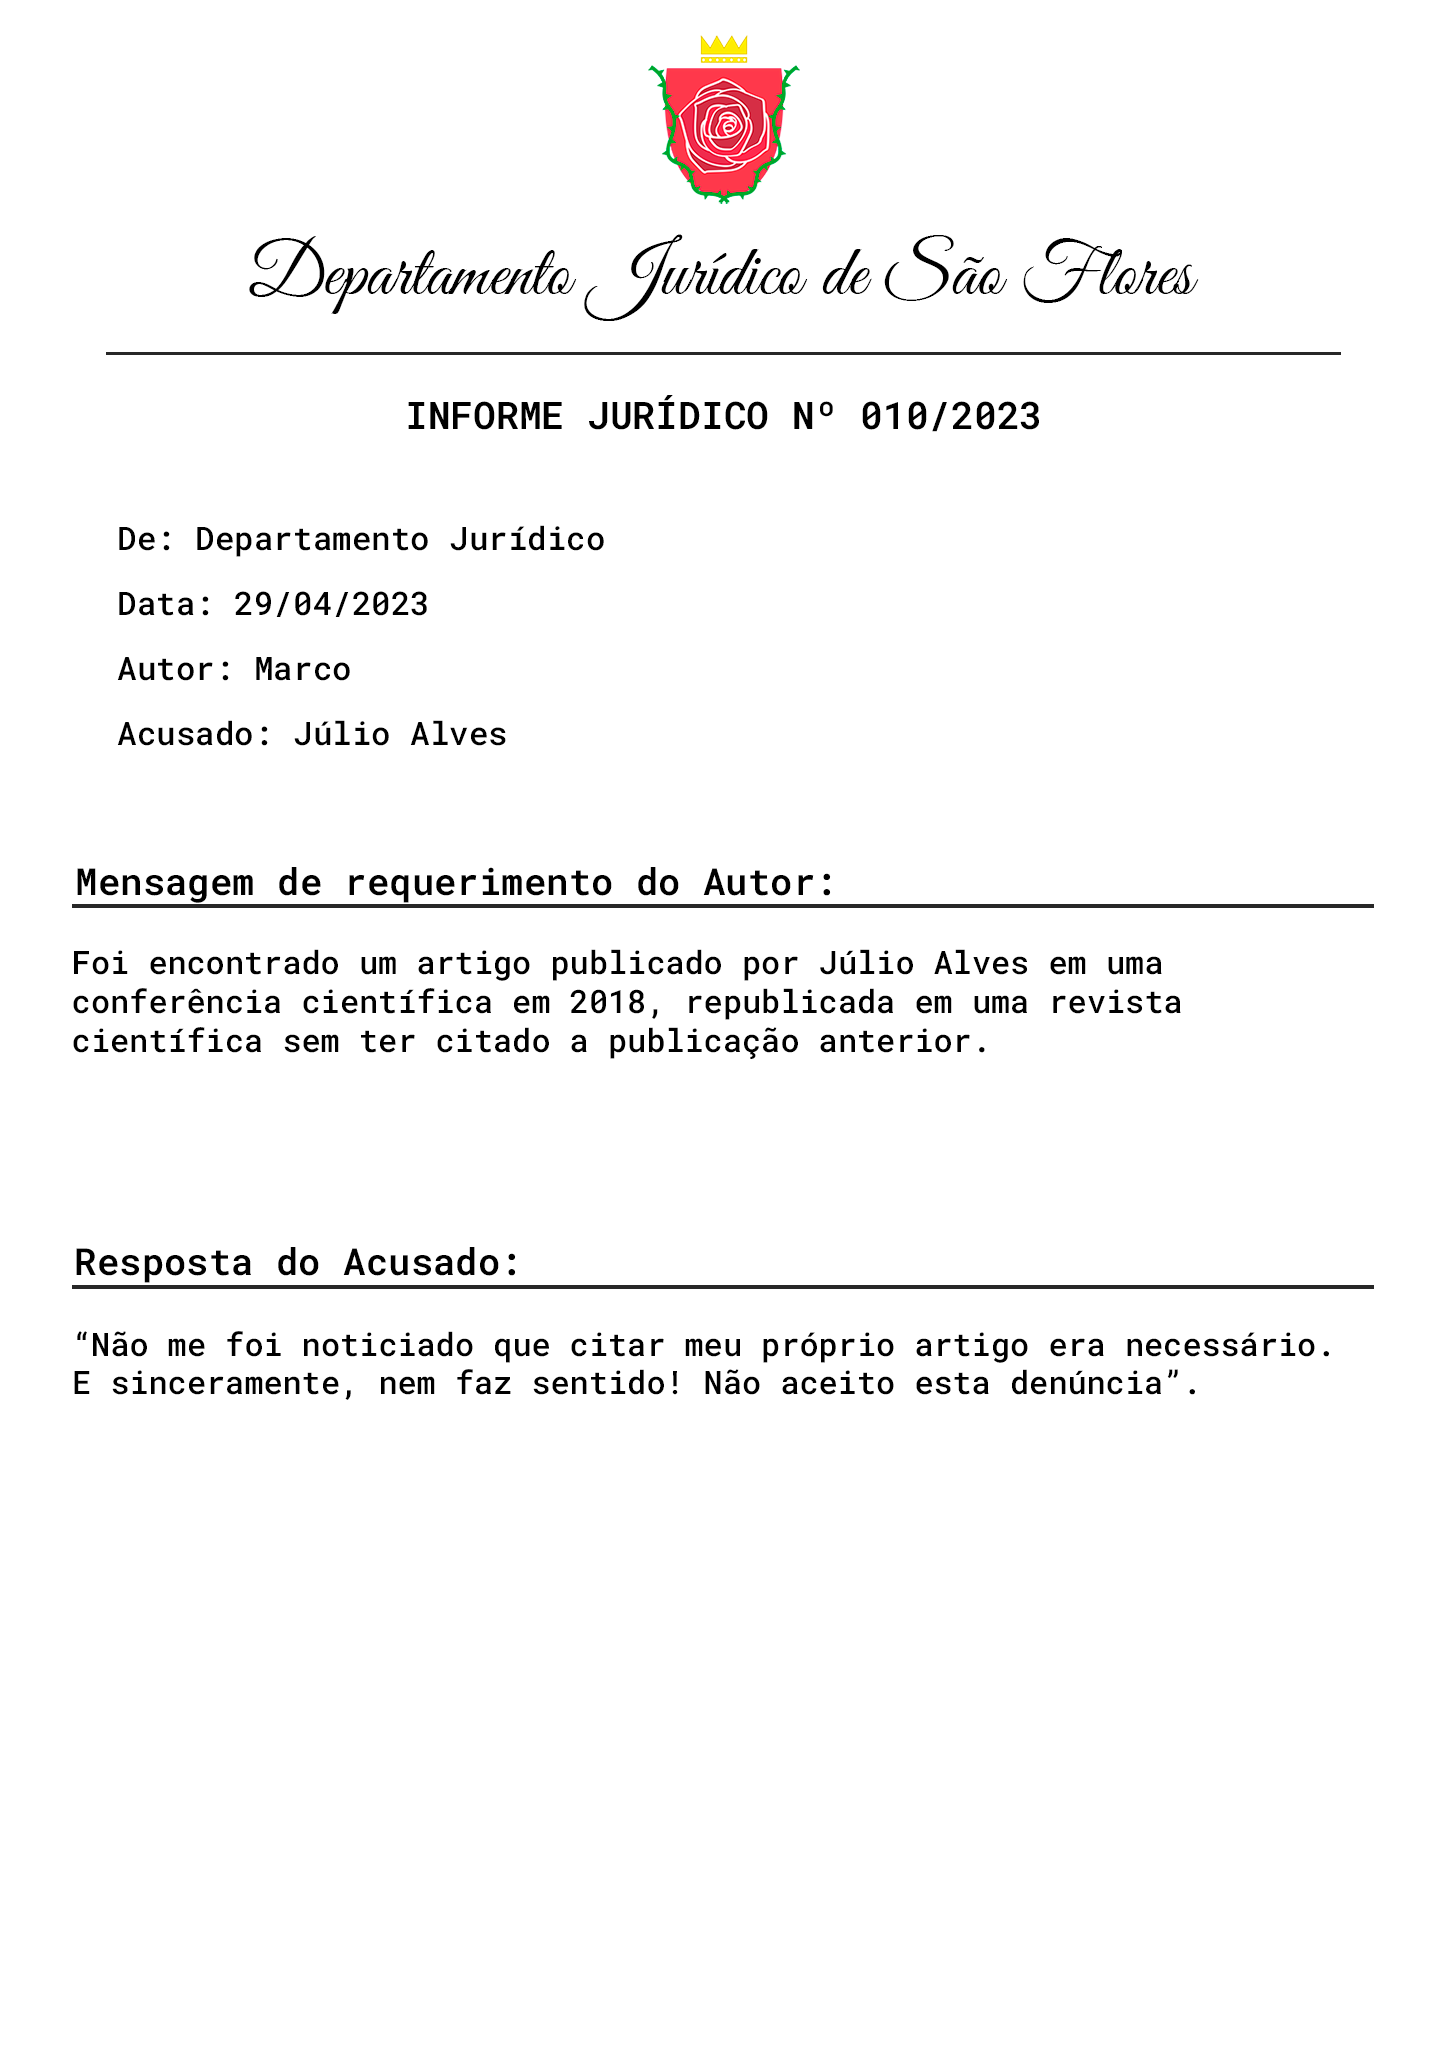 Departamento Jurídico de São Flores
INFORME JURÍDICO Nº 010/2023
De: Departamento Jurídico
Data: 29/04/2023
Autor: Marco
Acusado: Júlio Alves
Mensagem de requerimento do Autor:
Foi encontrado um artigo publicado por Júlio Alves em uma
conferência científica em 2018, republicada em uma revista
científica sem ter citado a publicação anterior.
Resposta do Acusado:
“Não me foi noticiado que citar meu próprio artigo era necessário.
E sinceramente, nem faz sentido! Não aceito esta denúncia”.